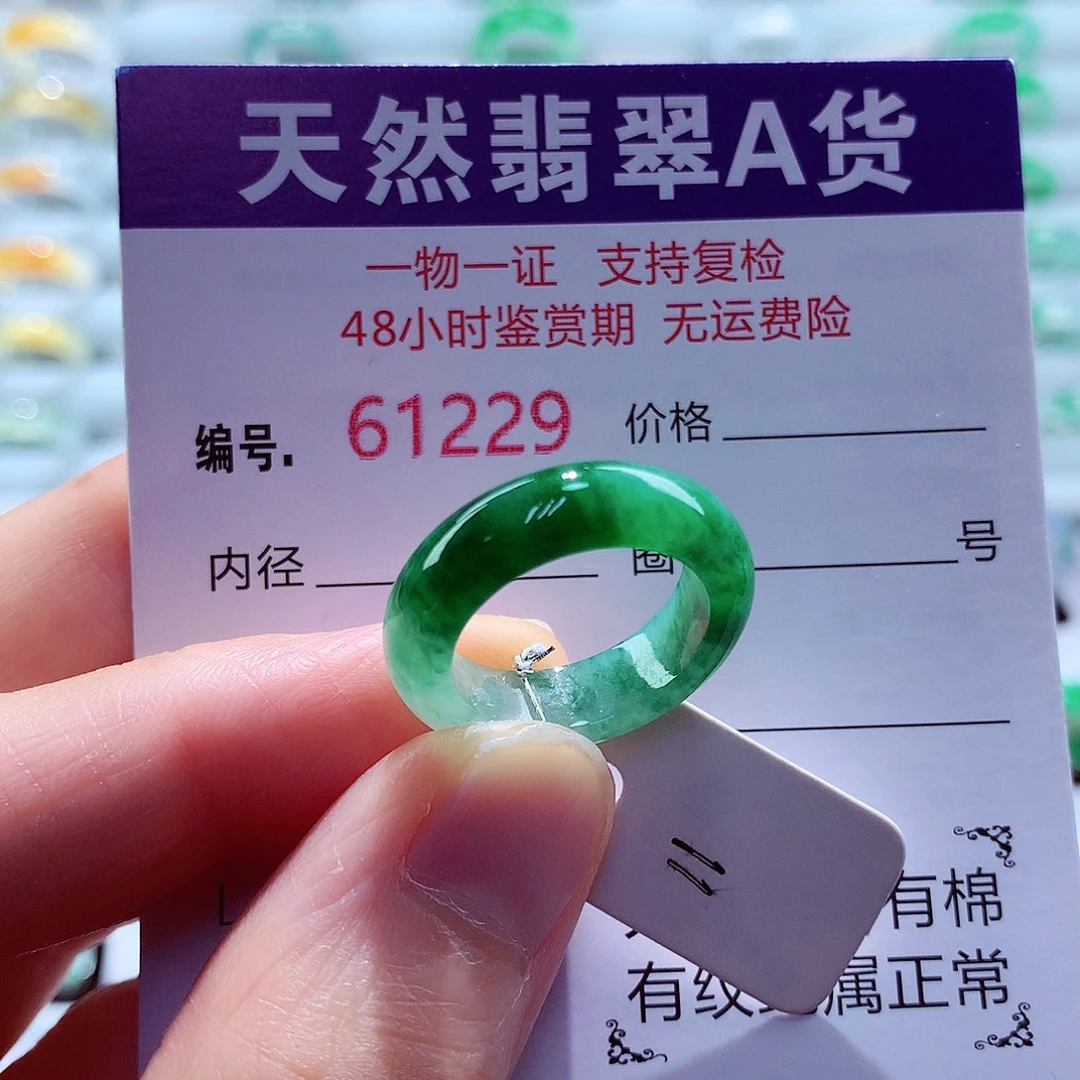 天然翡翠A货
一物一证 支持复检
48小时鉴赏期 无运费险
编号. 61229 价格
内径 圈 号
11
有棉
有纹 属正常